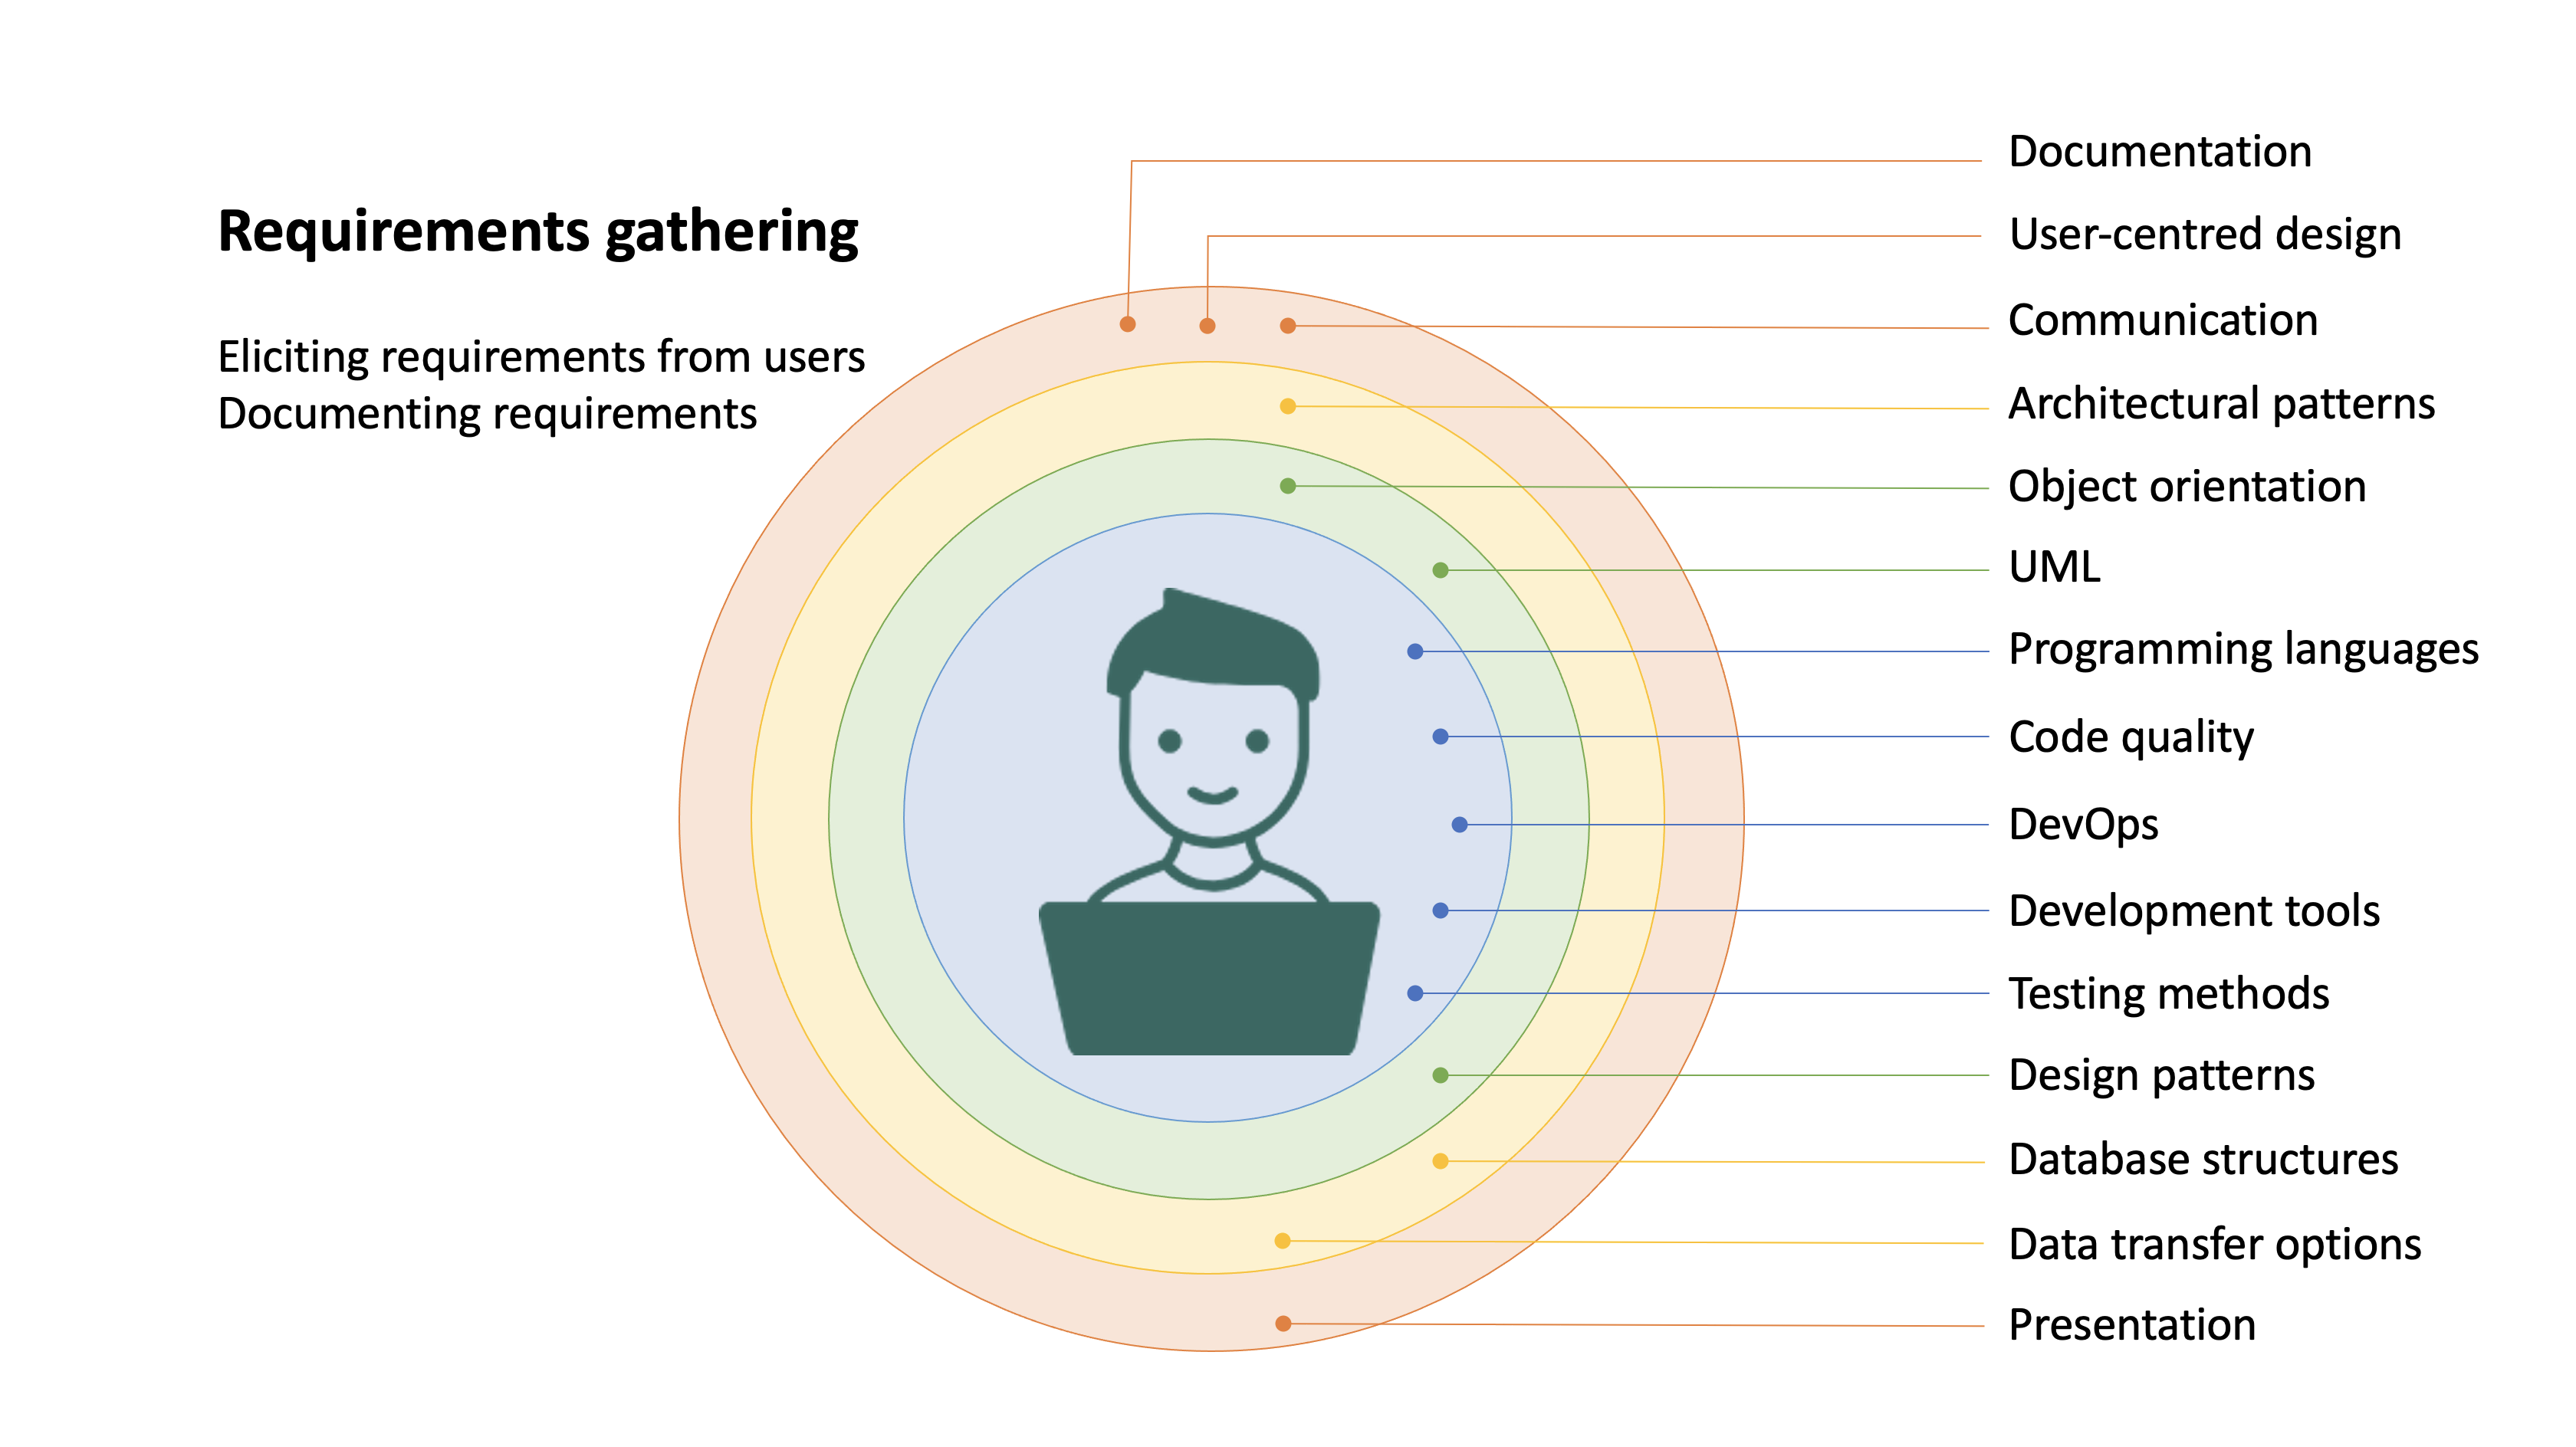 Requirements gathering
Eliciting requirements from users
Documenting requirements
Documentation
User-centred design
Communication
Architectural patterns
Object orientation
UML
Programming languages
Code quality
DevOps
Development tools
Testing methods
Design patterns
Database structures
Data transfer options
Presentation